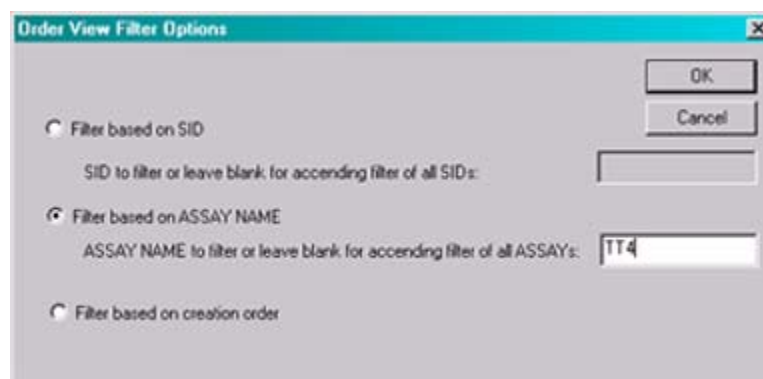 Order View Filter Options
OK
Cancel
Filter based on SID
SID to filter or leave blank for accending filter of all SIDs:
Filter based on ASSAY NAME
ASSAY NAME to filter or leave blank for accending filter of all ASSAYs:
TT4
Filter based on creation order